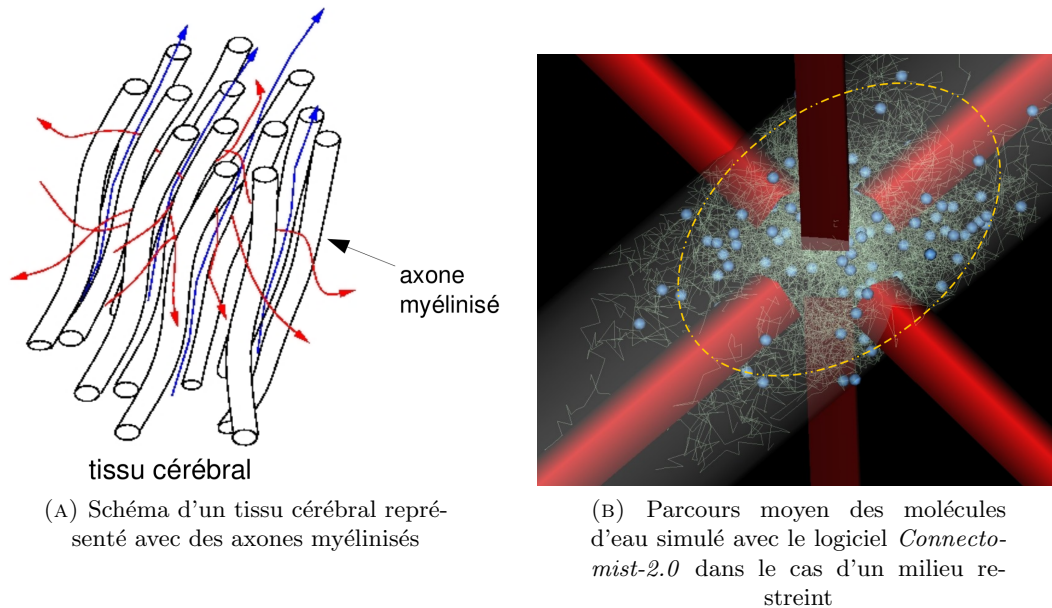 axone
myélinisé
tissu cérébral
(A) Schéma d'un tissu cérébral repré-
senté avec des axones myélinisés
(B) Parcours moyen des molécules
d'eau simulé avec le logiciel Connecto-
mist-2.0 dans le cas d'un milieu re-
streint